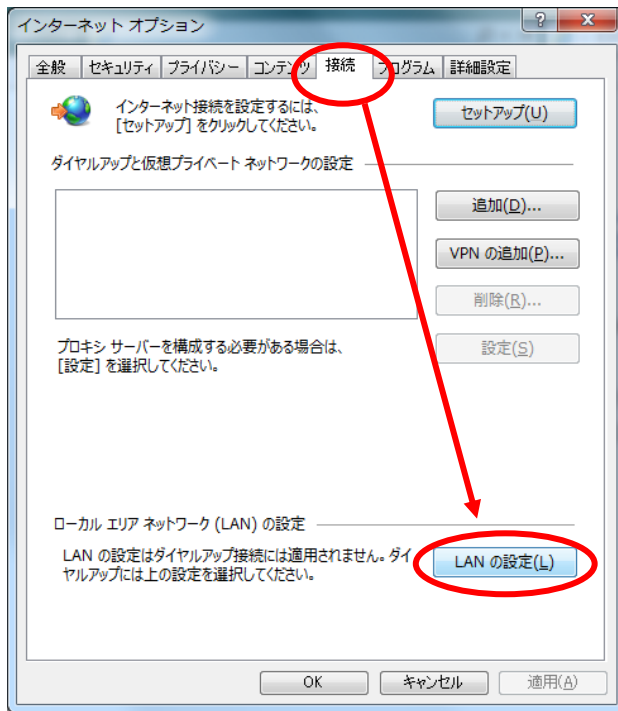 インターネット オプション
全般 セキュリティ プライバシー コンテンツ 接続 プログラム 詳細設定
インターネット接続を設定するには、
[セットアップ] をクリックしてください。
セットアップ(U)
ダイヤルアップと仮想プライベート ネットワークの設定
追加(D)...
VPN の追加(P)...
削除(R)...
プロキシ サーバーを構成する必要がある場合は、
[設定] を選択してください。
設定(S)
ローカル エリア ネットワーク (LAN) の設定
LAN の設定はダイヤルアップ接続には適用されません。ダイ
ヤルアップには上の設定を選択してください。
LAN の設定(L)
OK キャンセル 適用(A)